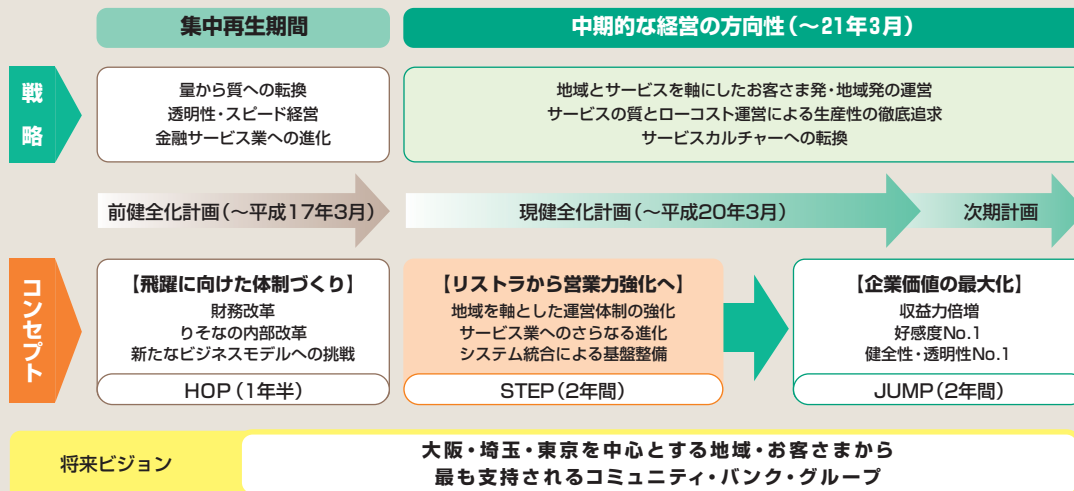 集中再生期間
中期的な経営の方向性（～21年3月）
戦略
量から質への転換
透明性・スピード経営
金融サービス業への進化
地域とサービスを軸にしたお客さま発・地域発の運営
サービスの質とローコスト運営による生産性の徹底追求
サービスカルチャーへの転換
前健全化計画（～平成17年3月）
現健全化計画（～平成20年3月）
次期計画
コンセプト
【飛躍に向けた体制づくり】
財務改革
りそなの内部改革
新たなビジネスモデルへの挑戦
HOP（1年半）
【リストラから営業力強化へ】
地域を軸とした運営体制の強化
サービス業へのさらなる進化
システム統合による基盤整備
STEP（2年間）
【企業価値の最大化】
収益力倍増
好感度No.1
健全性・透明性No.1
JUMP（2年間）
将来ビジョン
大阪・埼玉・東京を中心とする地域・お客さまから
最も支持されるコミュニティ・バンク・グループ